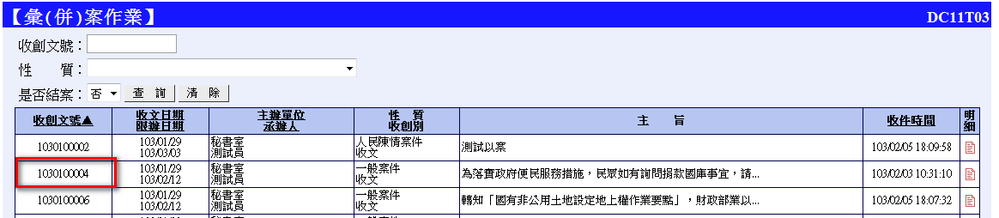 【彙(併)案作業】 DC11T03
收創文號：
性　　質：
是否結案： 否 查 詢 清 除
收創文號▲ 收文日期 主辦單位 性 質 主 旨 收件時間 明
限辦日期 承辦人 收創別 細
1030100002 103/01/29 秘書室 人民陳情案件 測試以案 103/02/05 18:09:58
103/03/03 測試員 收文
1030100004 103/01/29 秘書室 一般案件 為落實政府便民服務措施，民眾如有詢問捐款國庫事宜，請... 103/02/03 10:31:10
103/02/12 測試員 收文
1030100006 103/01/29 秘書室 一般案件 轉知「國有非公用土地設定地上權作業要點」，財政部業以... 103/02/05 18:07:32
103/02/12 測試員 收文